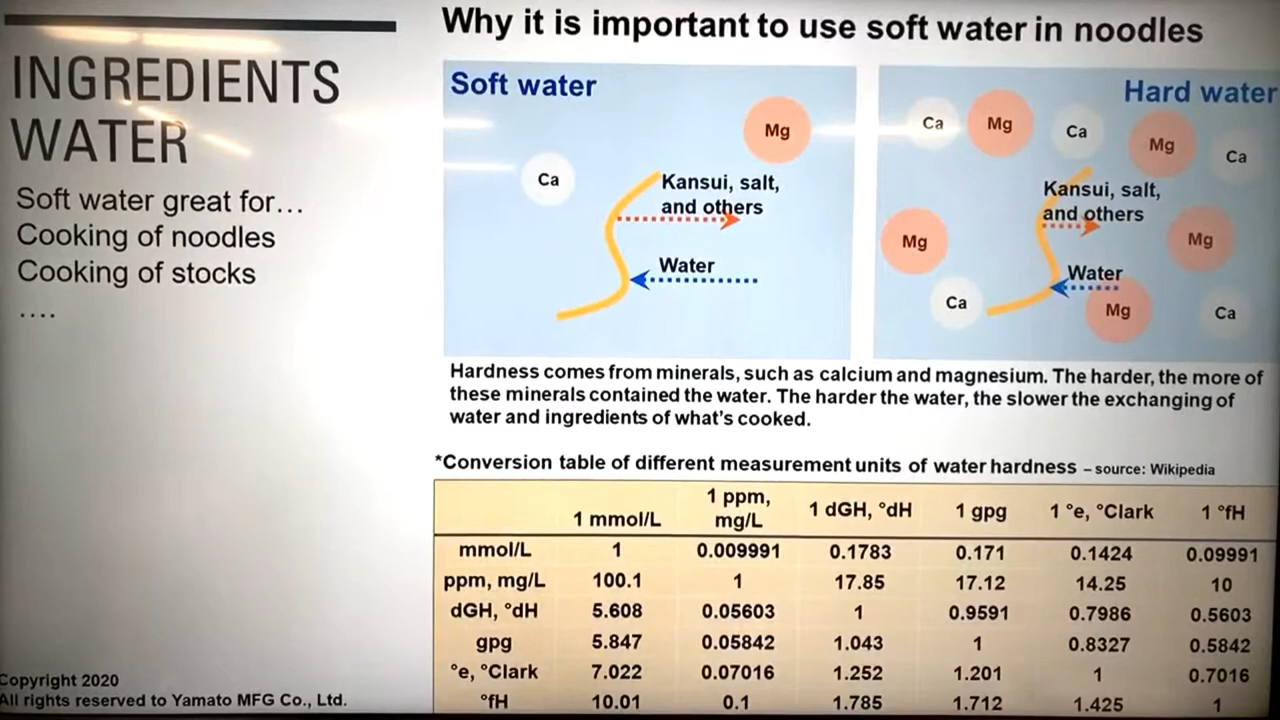 INGREDIENTS
WATER
Soft water great for…
Cooking of noodles
Cooking of stocks
....
Copyright 2020
All rights reserved to Yamato MFG Co., Ltd.
Why it is important to use soft water in noodles
Soft water
Mg
Ca
Kansui, salt,
and others
Water
Hard water
Ca
Mg
Ca
Mg
Ca
Kansui, salt,
and others
Mg
Mg
Water
Ca
Mg
Ca
Hardness comes from minerals, such as calcium and magnesium. The harder, the more of
these minerals contained the water. The harder the water, the slower the exchanging of
water and ingredients of what's cooked.
*Conversion table of different measurement units of water hardness – source: Wikipedia
1 mmol/L 1 ppm, mg/L 1 dGH, °dH 1 gpg 1 °e, °Clark 1 °fH
mmol/L 1 0.009991 0.1783 0.171 0.1424 0.09991
ppm, mg/L 100.1 1 17.85 17.12 14.25 10
dGH, °dH 5.608 0.05603 1 0.9591 0.7986 0.5603
gpg 5.847 0.05842 1.043 1 0.8327 0.5842
°e, °Clark 7.022 0.07016 1.252 1.201 1 0.7016
°fH 10.01 0.1 1.785 1.712 1.425 1